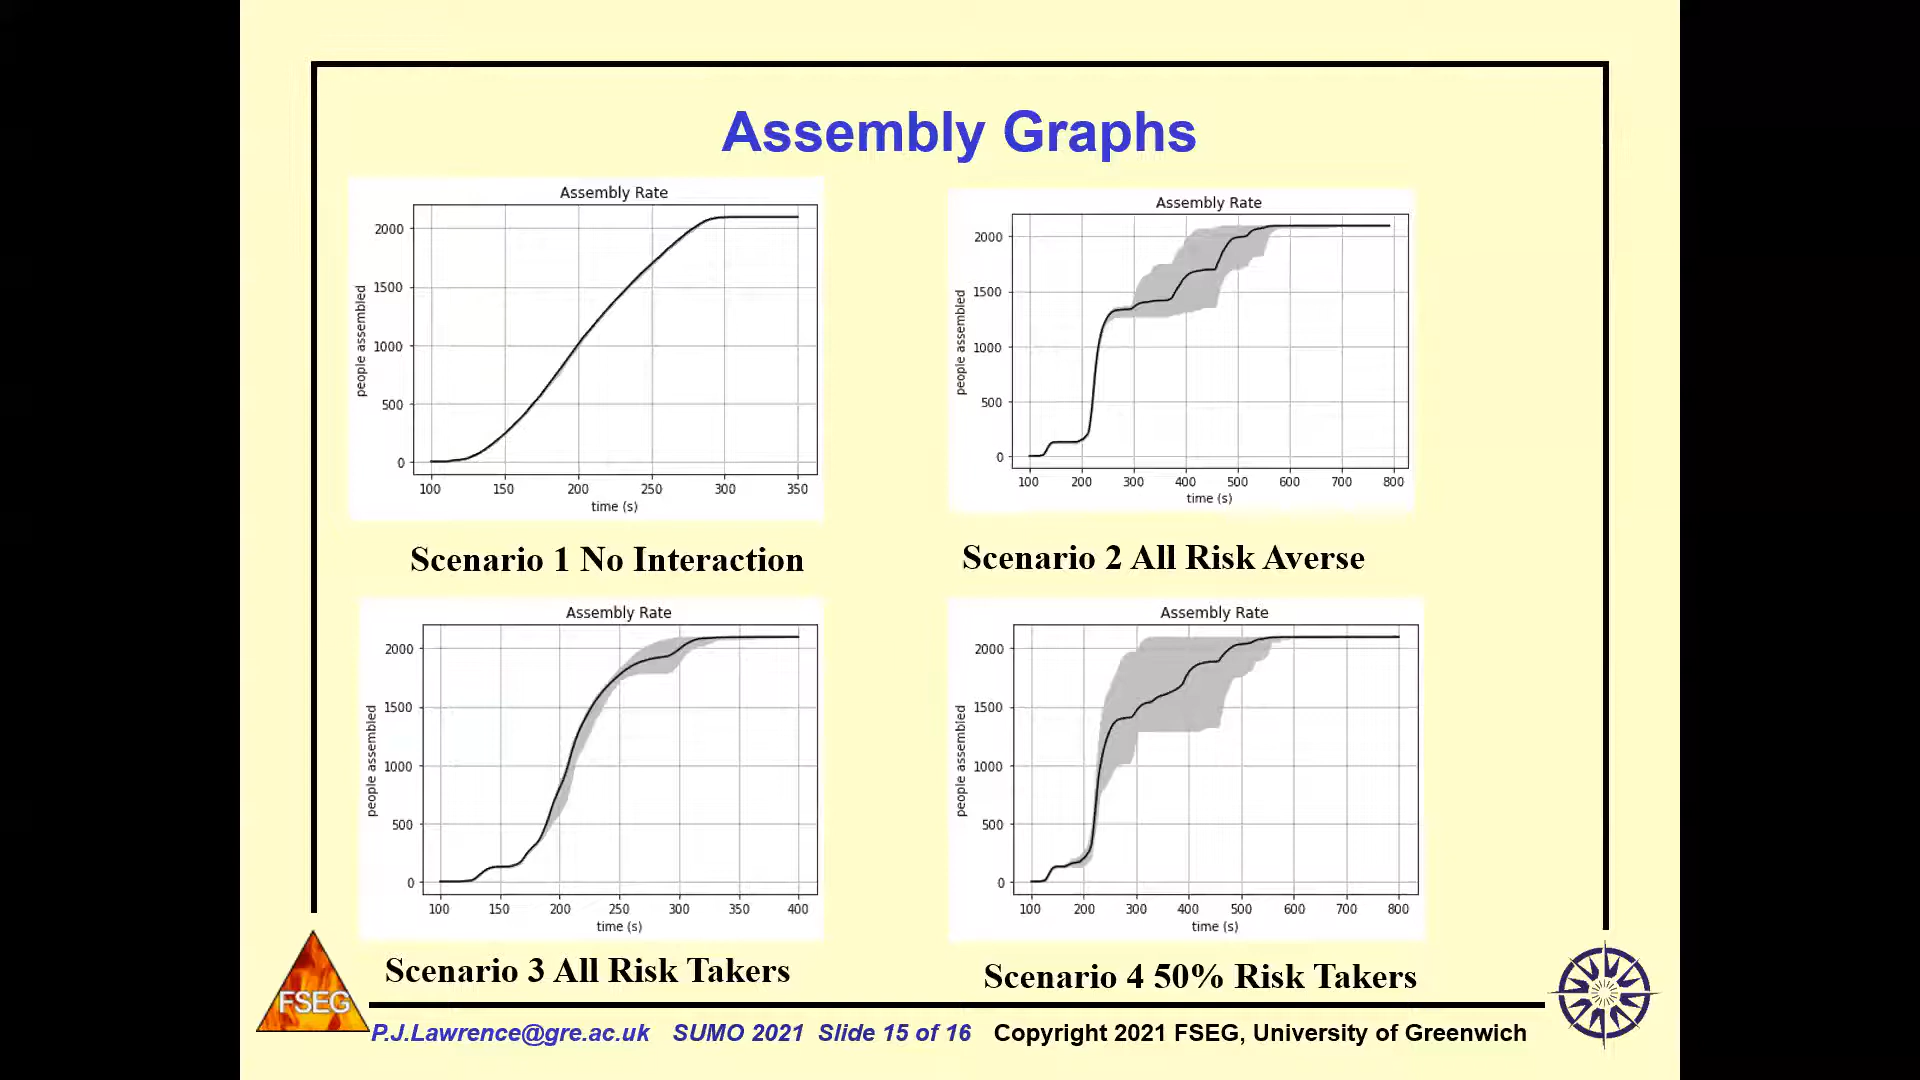 Assembly Graphs
Assembly Rate
2000
1500
1000
500
0
people assembled
100 150 200 250 300 350
time (s)
Scenario 1 No Interaction
Assembly Rate
2000
1500
1000
500
0
people assembled
100 200 300 400 500 600 700 800
time (s)
Scenario 2 All Risk Averse
Assembly Rate
2000
1500
1000
500
0
people assembled
100 150 200 250 300 350 400
time (s)
Scenario 3 All Risk Takers
Assembly Rate
2000
1500
1000
500
0
people assembled
100 200 300 400 500 600 700 800
time (s)
Scenario 4 50% Risk Takers
FSEG
P.J.Lawrence@gre.ac.uk SUMO 2021 Slide 15 of 16 Copyright 2021 FSEG, University of Greenwich